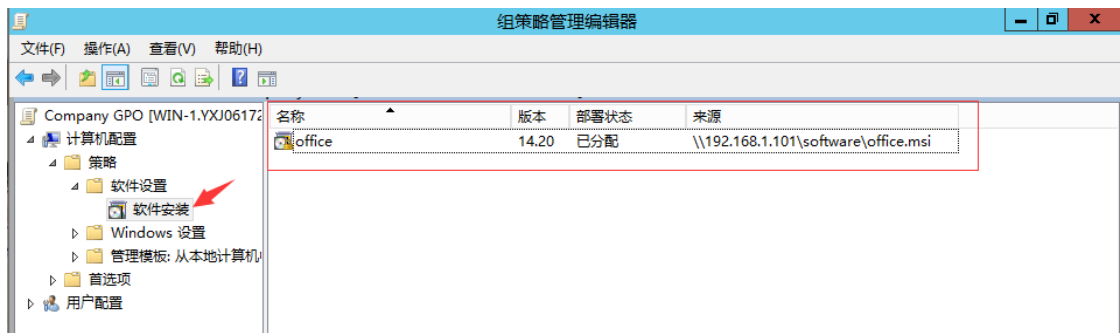 组策略管理编辑器
文件(F) 操作(A) 查看(V) 帮助(H)
Company GPO [WIN-1.YXJ06172
计算机配置
策略
软件设置
软件安装
Windows 设置
管理模板: 从本地计算机
首选项
用户配置
名称 版本 部署状态 来源
office 14.20 已分配 \\192.168.1.101\software\office.msi